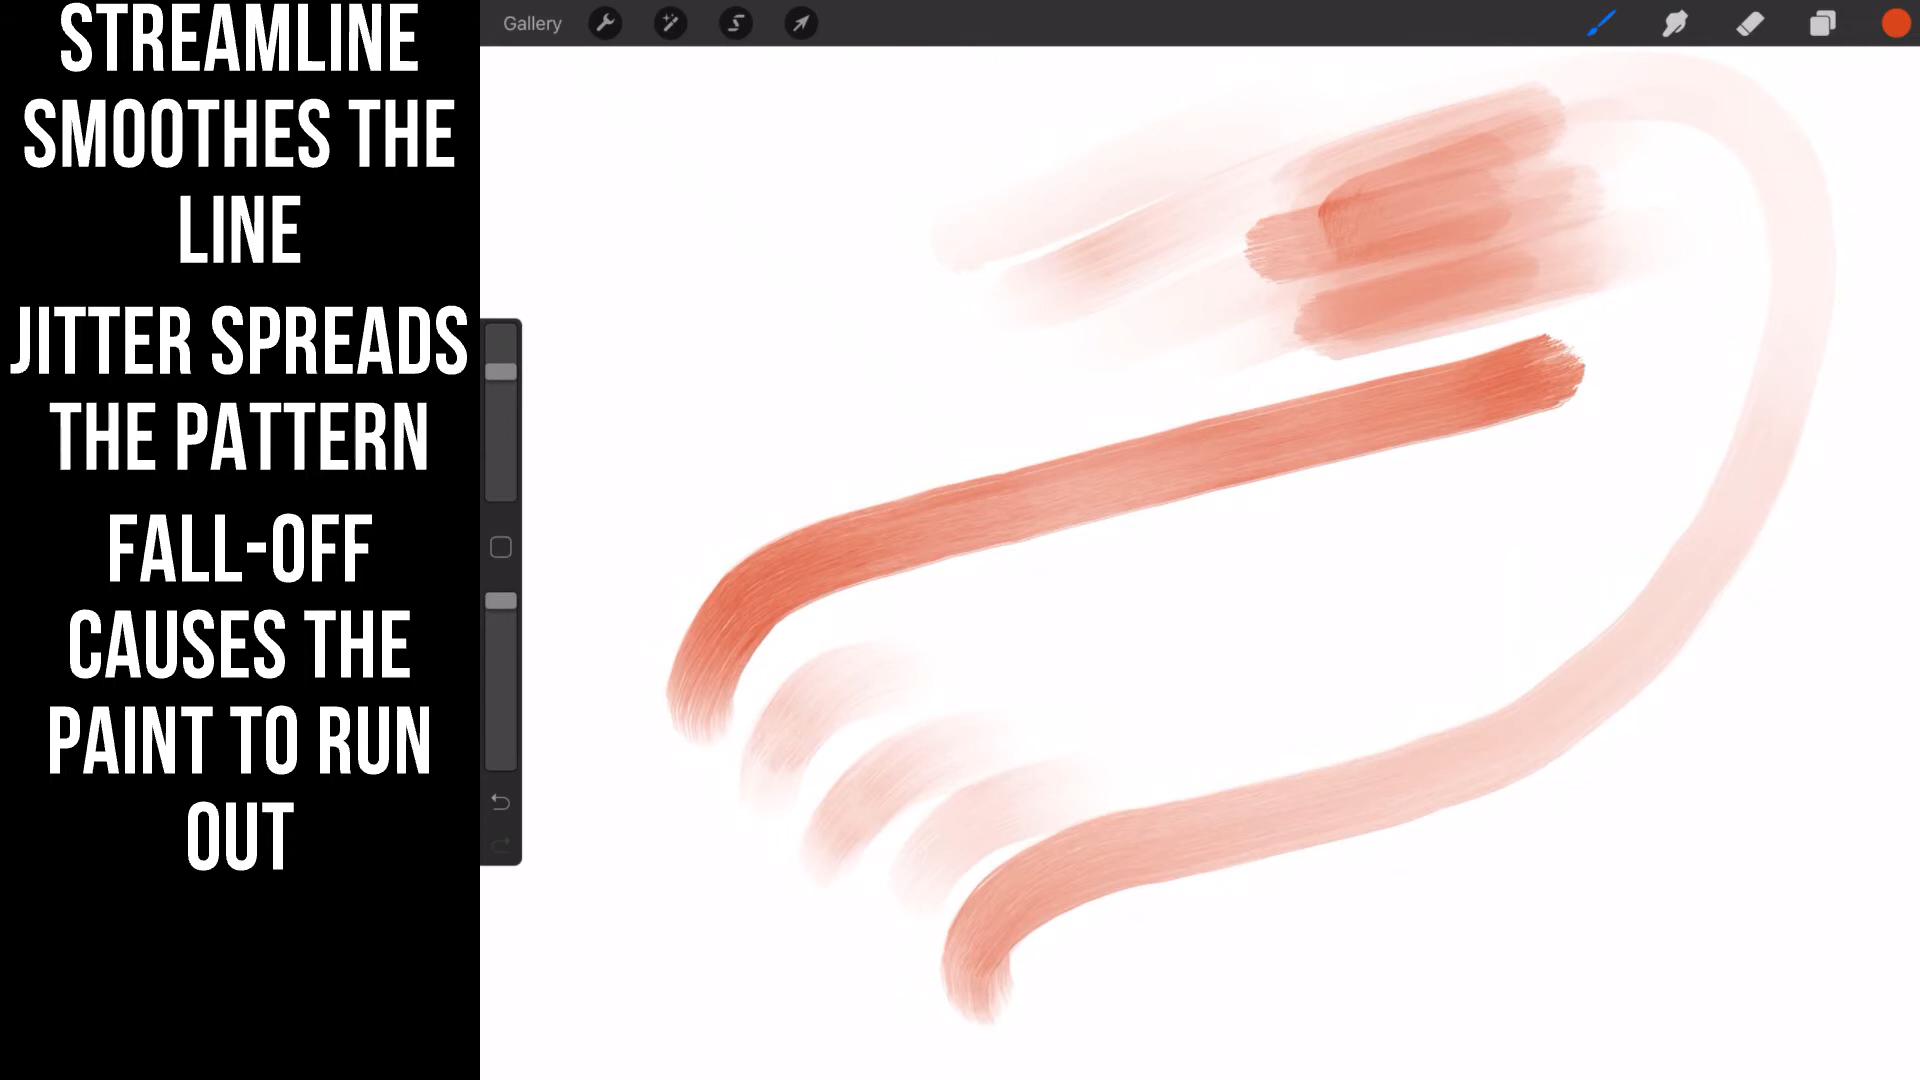 STREAMLINE
SMOOTHES THE
LINE
JITTER SPREADS
THE PATTERN
FALL-OFF
CAUSES THE
PAINT TO RUN
OUT
Gallery